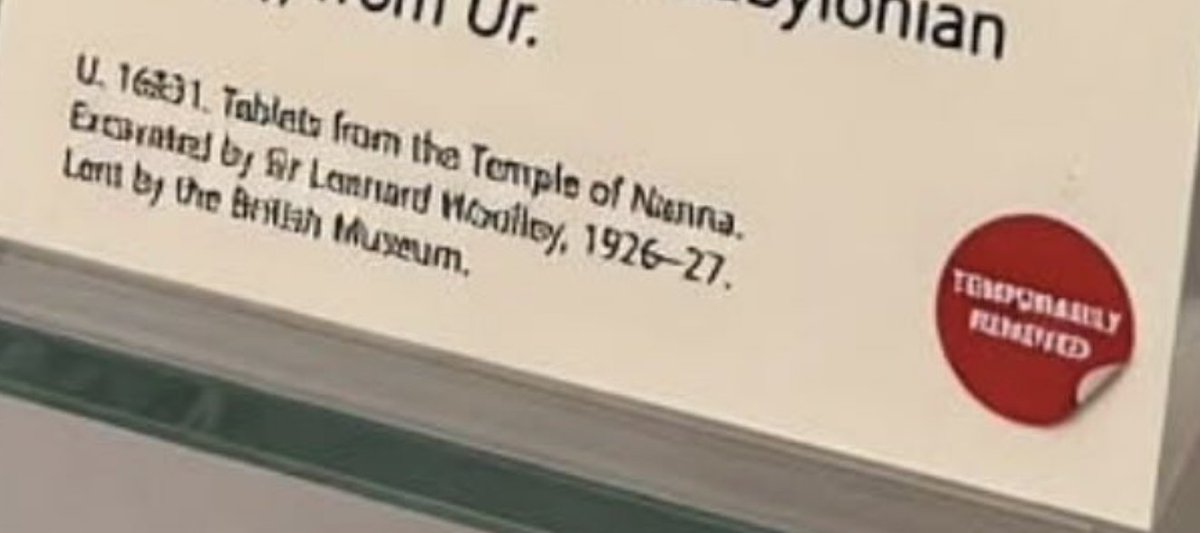 from Ur.
U. Tablets from the Temple of Nanna.
Excavated by Sir Leonard Woolley, 1926–27.
Lent by the British Museum.
TEMPORARILY
REMOVED